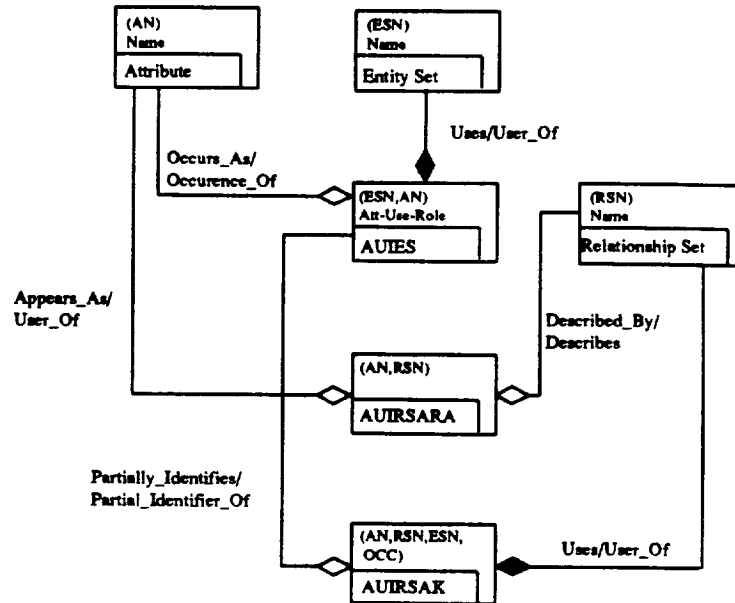 (AN)
Name
Attribute
(ESN)
Name
Entity Set
Uses/User_Of
Occurs_As/
Occurence_Of
(ESN,AN)
Att-Use-Role
AUIES
(RSN)
Name
Relationship Set
Appears_As/
User_Of
Described_By/
Describes
(AN,RSN)
AUIRSARA
Partially_Identifies/
Partial_Identifier_Of
(AN,RSN,ESN,
OCC)
AUIRSAK
Uses/User_Of